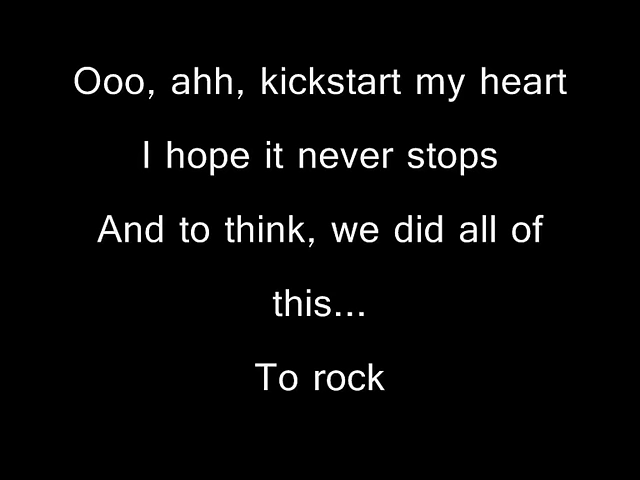 Ooo, ahh, kickstart my heart
I hope it never stops
And to think, we did all of
this...
To rock